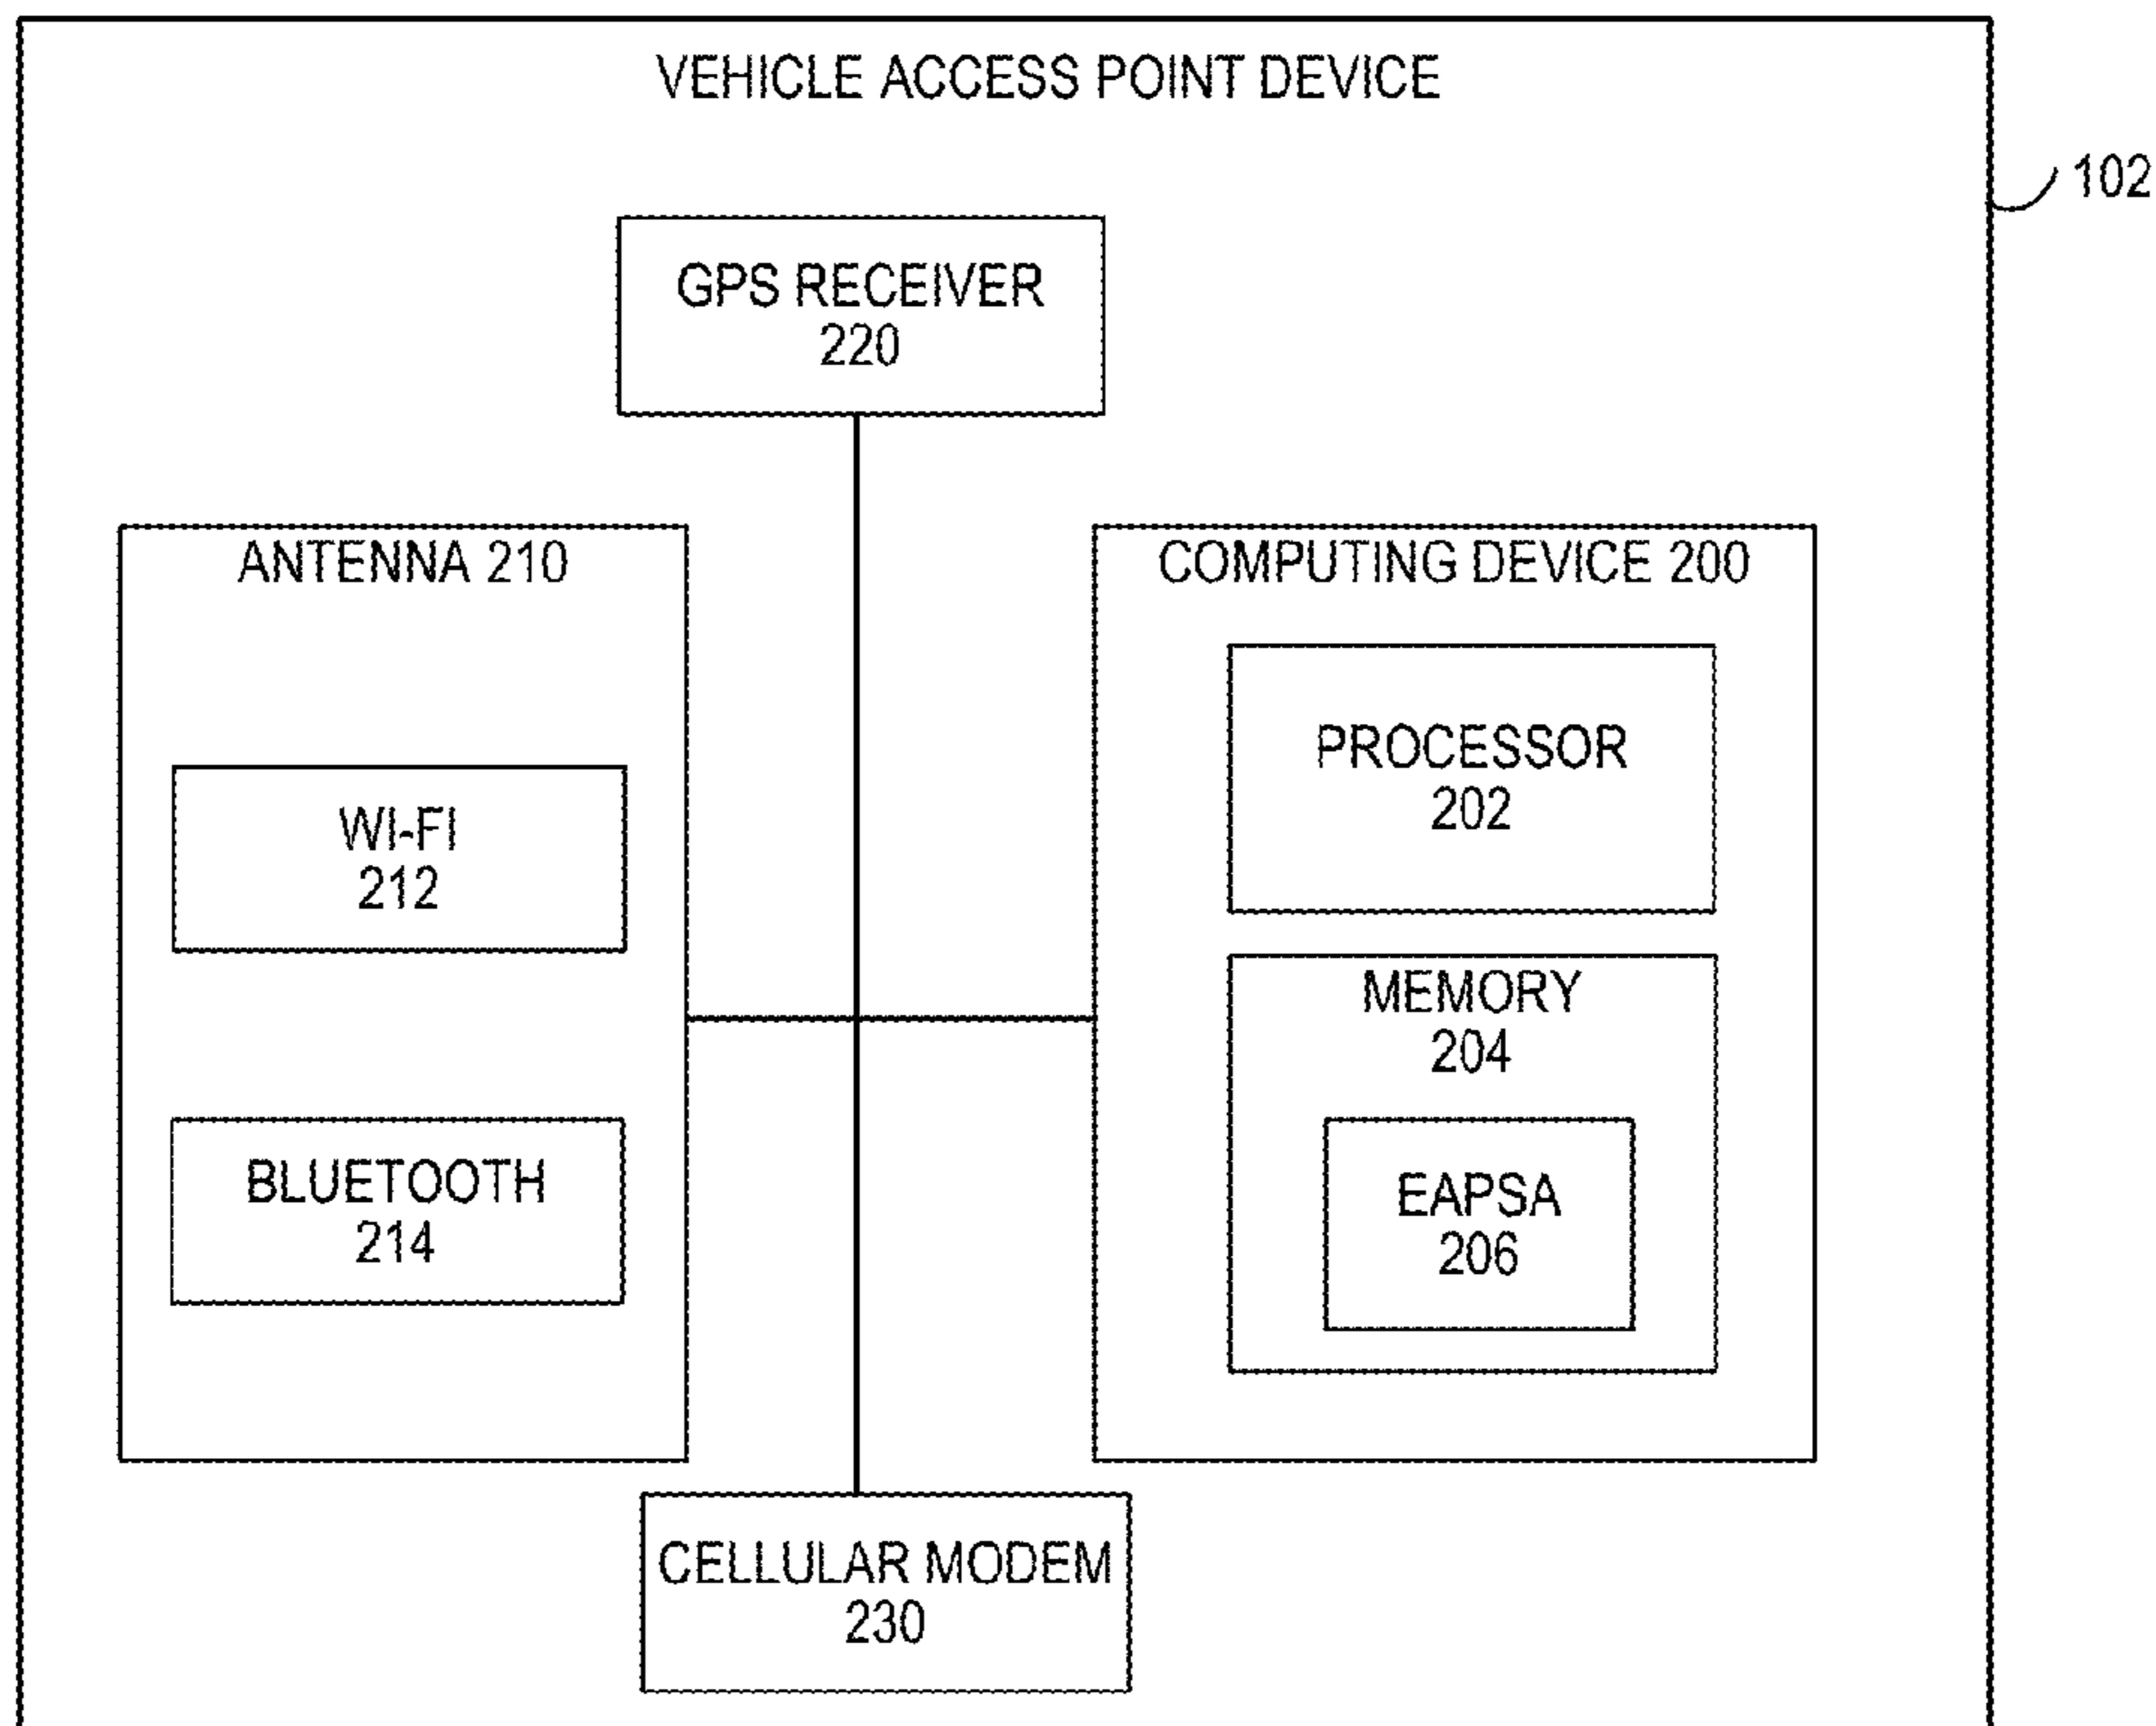 VEHICLE ACCESS POINT DEVICE
102
GPS RECEIVER
220
ANTENNA 210
WI-FI
212
BLUETOOTH
214
COMPUTING DEVICE 200
PROCESSOR
202
MEMORY
204
EAPSA
206
CELLULAR MODEM
230